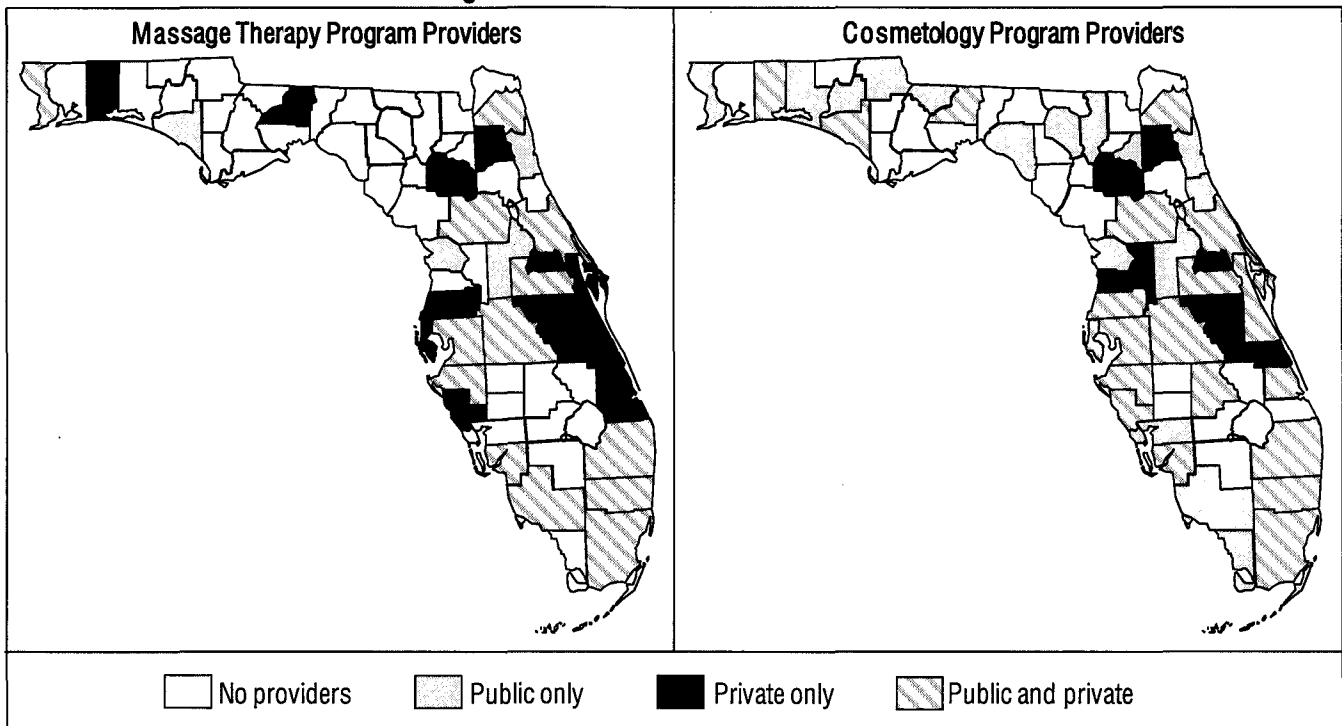 Massage Therapy Program Providers
Cosmetology Program Providers
No providers
Public only
Private only
Public and private